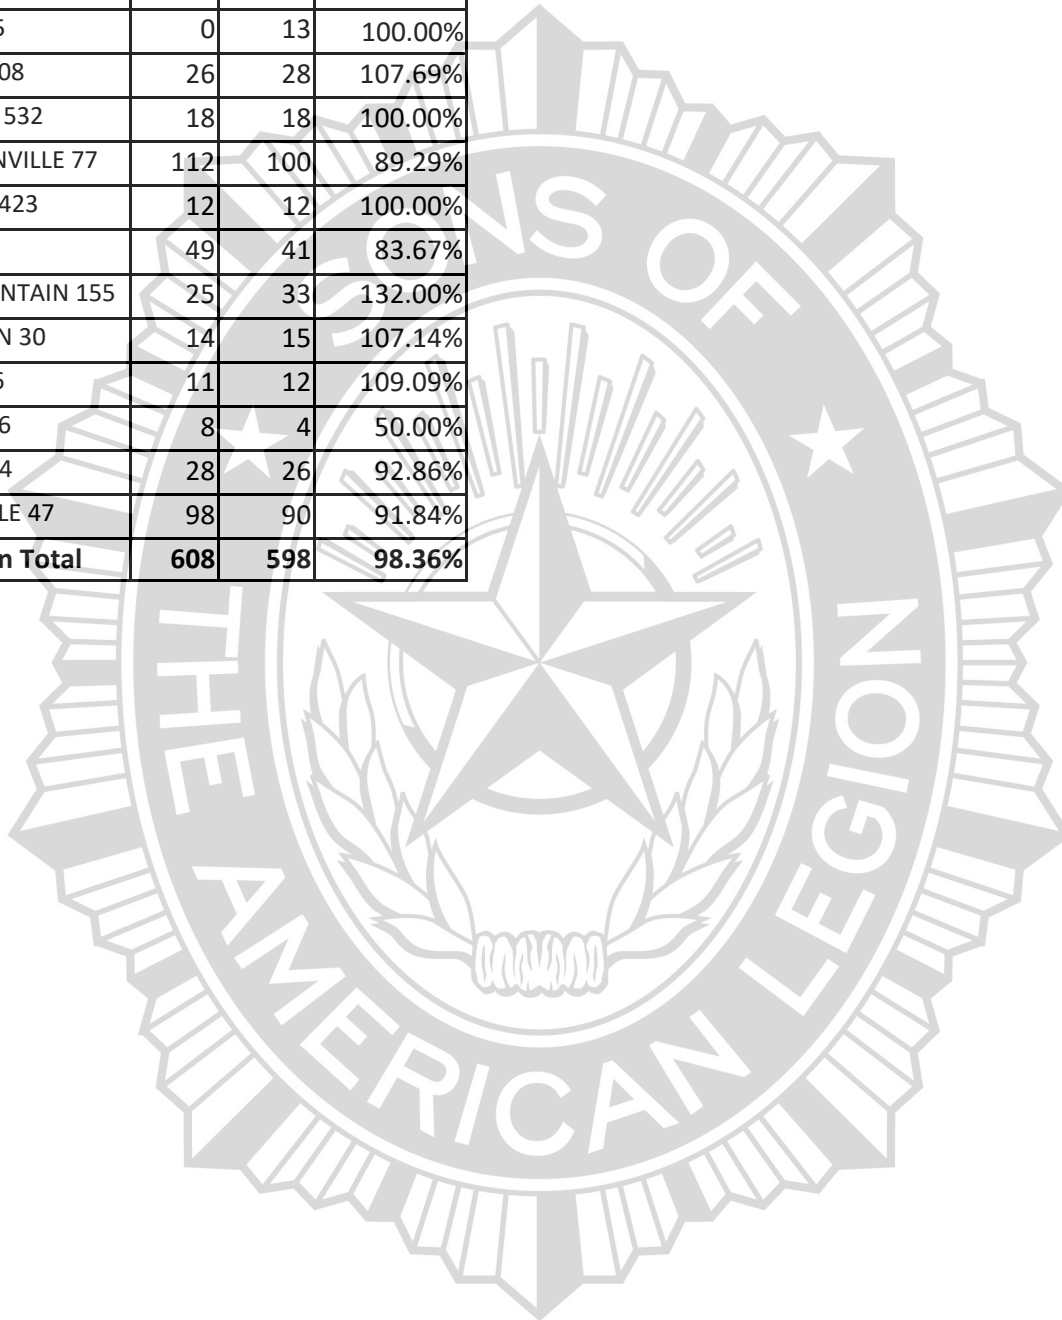 5 0 13 100.00%
08 26 28 107.69%
532 18 18 100.00%
NVILLE 77 112 100 89.29%
423 12 12 100.00%
49 41 83.67%
NTAIN 155 25 33 132.00%
N 30 14 15 107.14%
6 11 12 109.09%
6 8 4 50.00%
4 28 26 92.86%
LE 47 98 90 91.84%
n Total 608 598 98.36%
SONS OF
THE AMERICAN LEGION